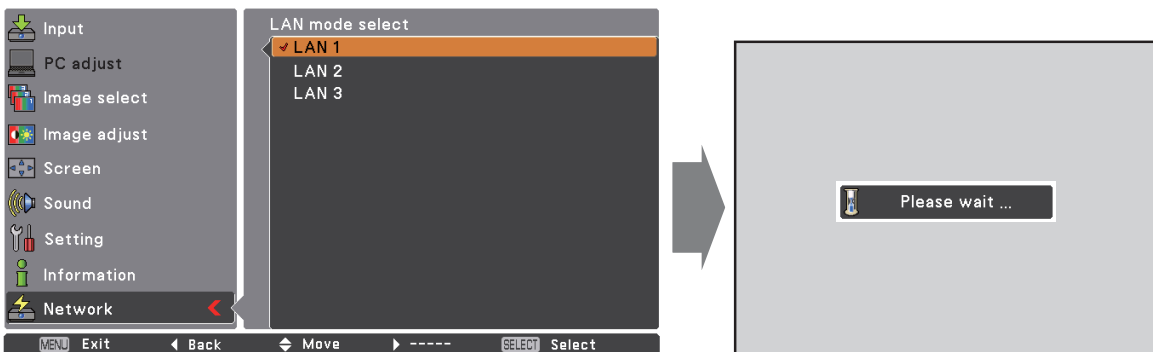 Input
PC adjust
Image select
Image adjust
Screen
Sound
Setting
Information
Network
LAN mode select
LAN 1
LAN 2
LAN 3
MENU Exit Back Move ----- SELECT Select
Please wait ...